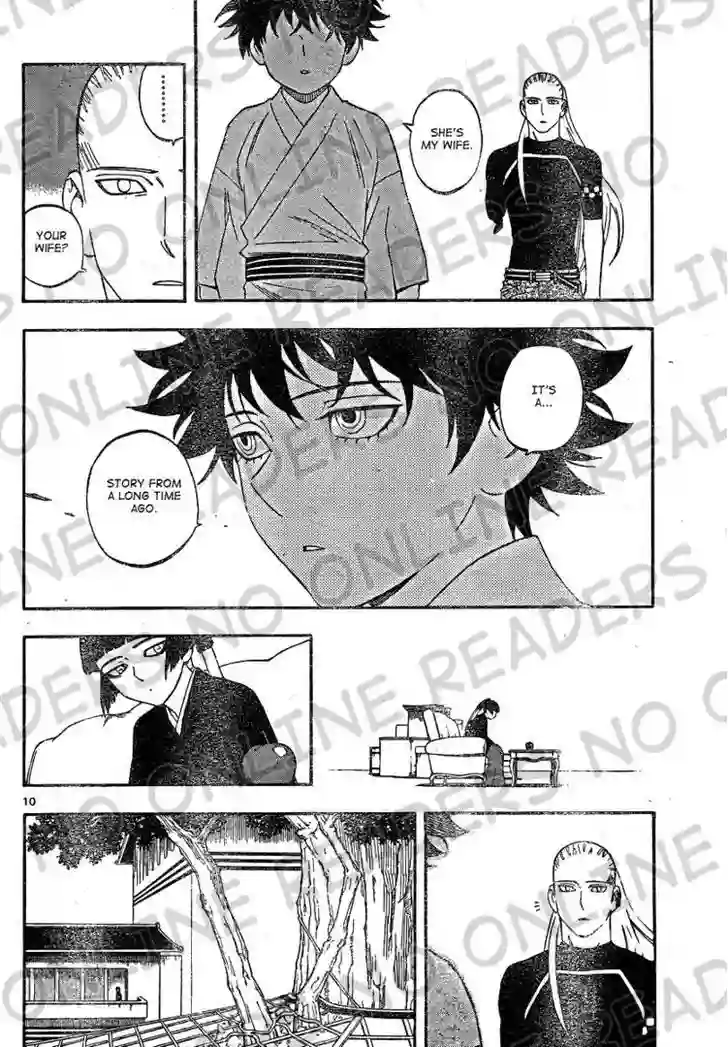 SHE'S
MY WIFE.
.........
YOUR
WIFE?
IT'S
A...
STORY FROM
A LONG TIME
AGO.
10
NO ONLINE READERS